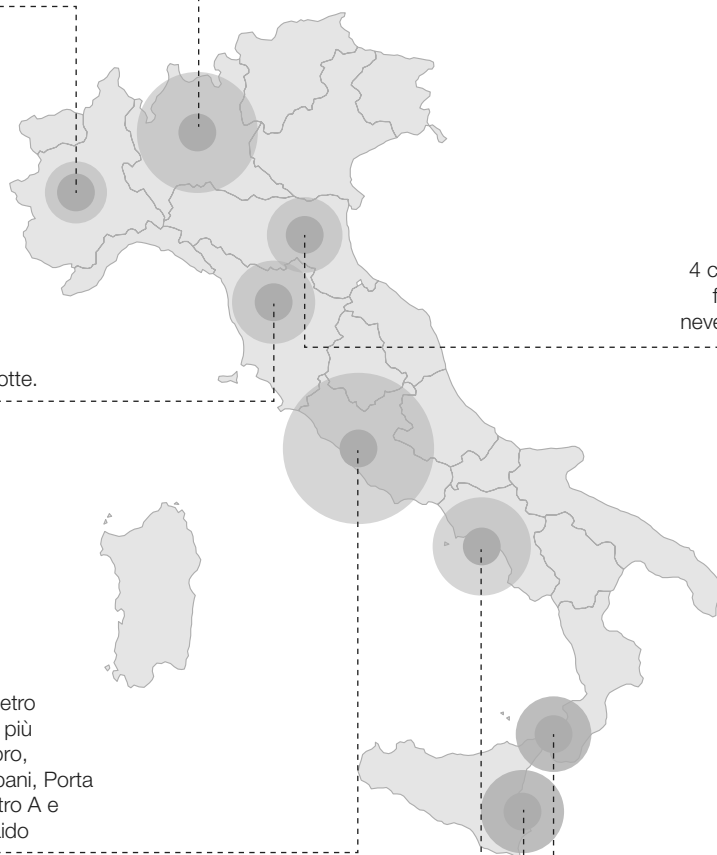 4 c
f
neve
otte.
etro
più
oro,
pani, Porta
tro A e
ido